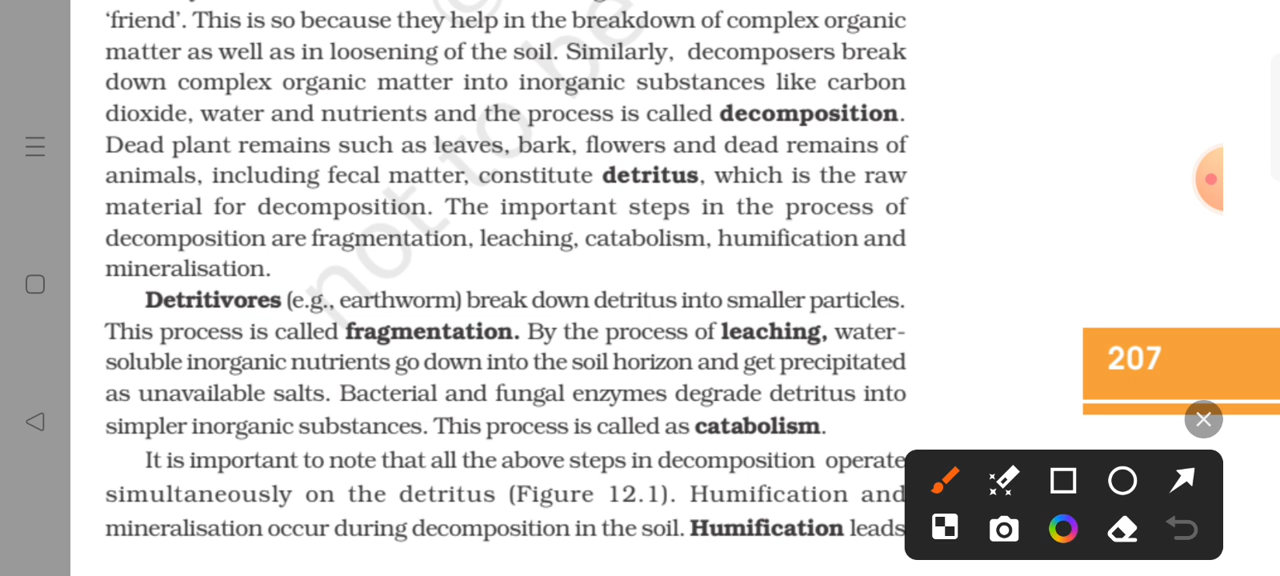 'friend'. This is so because they help in the breakdown of complex organic
matter as well as in loosening of the soil. Similarly, decomposers break
down complex organic matter into inorganic substances like carbon
dioxide, water and nutrients and the process is called decomposition.
Dead plant remains such as leaves, bark, flowers and dead remains of
animals, including fecal matter, constitute detritus, which is the raw
material for decomposition. The important steps in the process of
decomposition are fragmentation, leaching, catabolism, humification and
mineralisation.
Detritivores (e.g., earthworm) break down detritus into smaller particles.
This process is called fragmentation. By the process of leaching, water-
soluble inorganic nutrients go down into the soil horizon and get precipitated
as unavailable salts. Bacterial and fungal enzymes degrade detritus into
simpler inorganic substances. This process is called as catabolism.
It is important to note that all the above steps in decomposition operate
simultaneously on the detritus (Figure 12.1). Humification and
mineralisation occur during decomposition in the soil. Humification leads
207
not to be